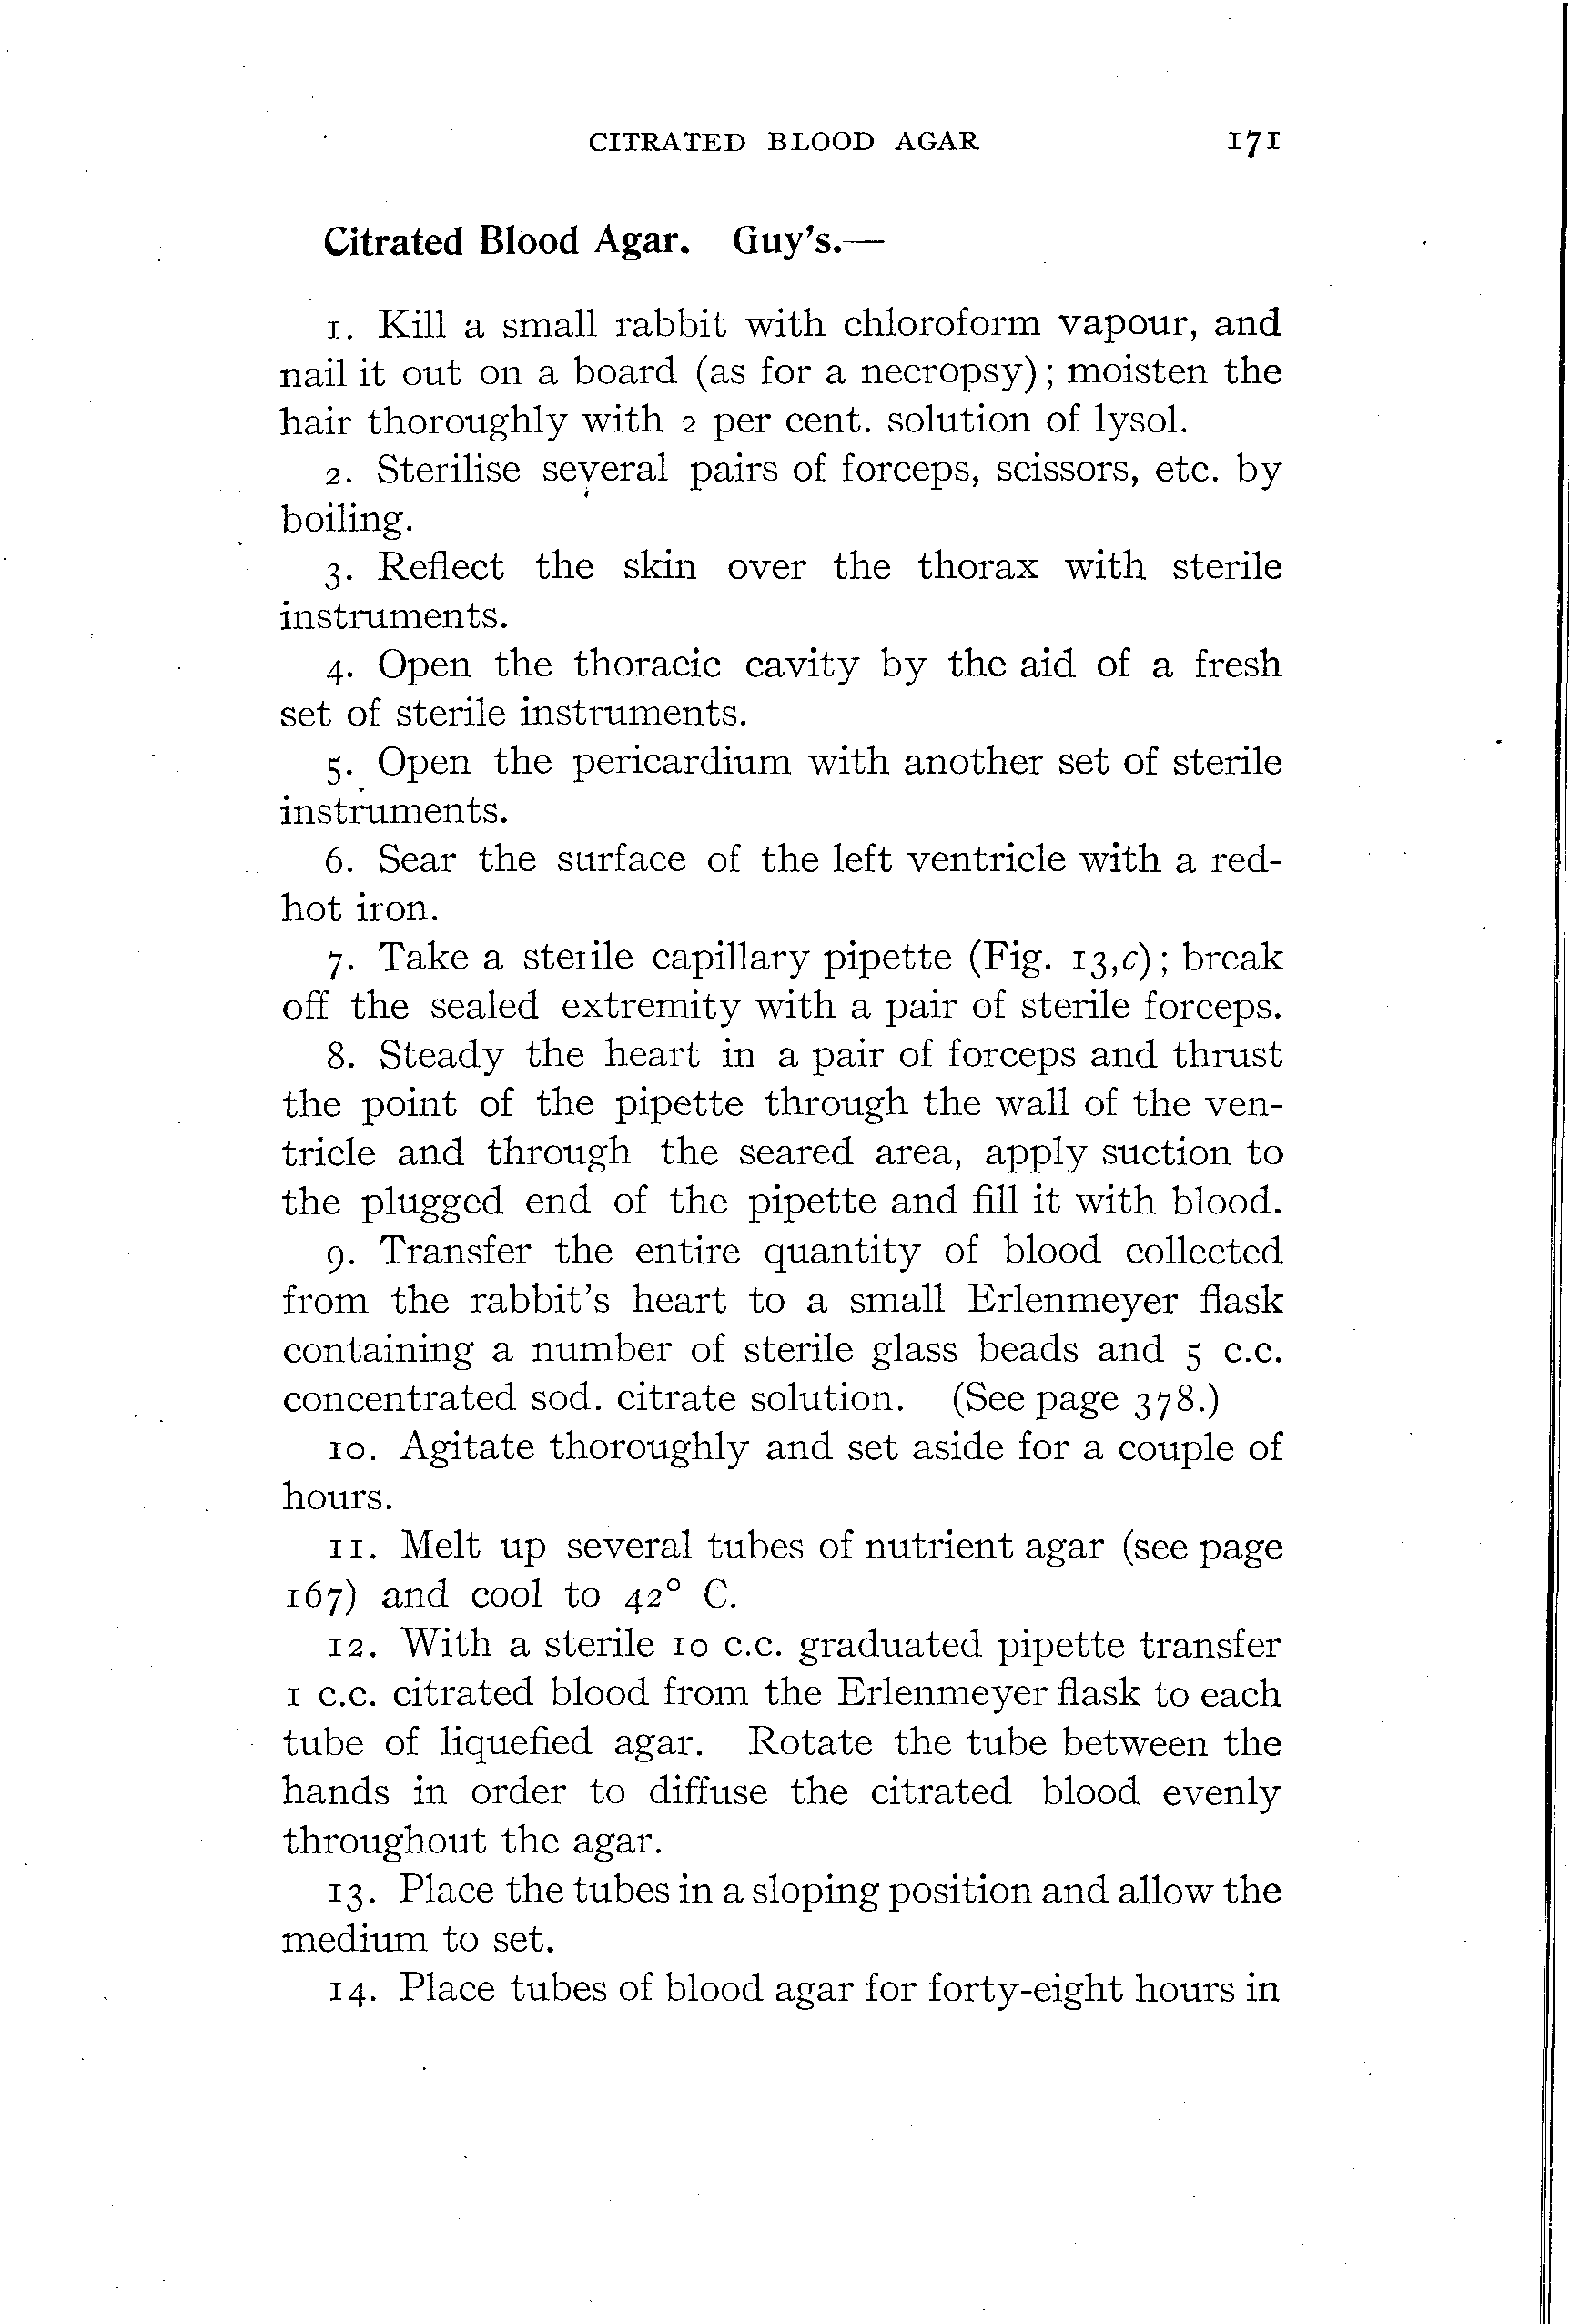 CITRATED BLOOD AGAR 171
Citrated Blood Agar. Guy's.—
1. Kill a small rabbit with chloroform vapour, and
nail it out on a board (as for a necropsy); moisten the
hair thoroughly with 2 per cent. solution of lysol.
2. Sterilise several pairs of forceps, scissors, etc. by
boiling.
3. Reflect the skin over the thorax with sterile
instruments.
4. Open the thoracic cavity by the aid of a fresh
set of sterile instruments.
5. Open the pericardium with another set of sterile
instruments.
6. Sear the surface of the left ventricle with a red-
hot iron.
7. Take a sterile capillary pipette (Fig. 13,c); break
off the sealed extremity with a pair of sterile forceps.
8. Steady the heart in a pair of forceps and thrust
the point of the pipette through the wall of the ven-
tricle and through the seared area, apply suction to
the plugged end of the pipette and fill it with blood.
9. Transfer the entire quantity of blood collected
from the rabbit's heart to a small Erlenmeyer flask
containing a number of sterile glass beads and 5 c.c.
concentrated sod. citrate solution. (See page 378.)
10. Agitate thoroughly and set aside for a couple of
hours.
11. Melt up several tubes of nutrient agar (see page
167) and cool to 42° C.
12. With a sterile 10 c.c. graduated pipette transfer
1 c.c. citrated blood from the Erlenmeyer flask to each
tube of liquefied agar. Rotate the tube between the
hands in order to diffuse the citrated blood evenly
throughout the agar.
13. Place the tubes in a sloping position and allow the
medium to set.
14. Place tubes of blood agar for forty-eight hours in